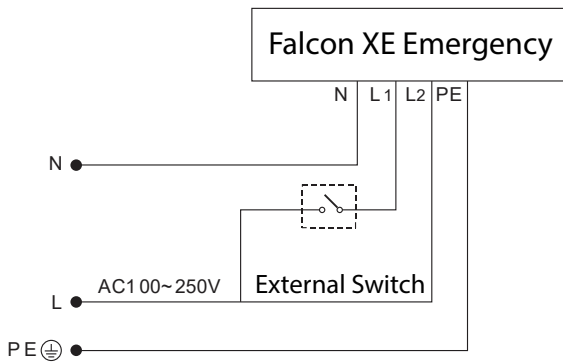 Falcon XE Emergency
N L1 L2 PE
N
AC100~250V External Switch
L
PE